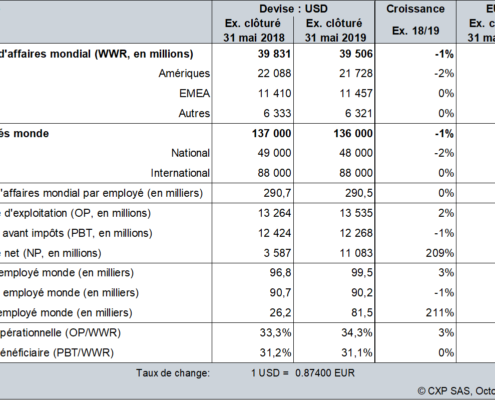 Devise : USD Croissance
Ex. clôturé Ex. clôturé Ex. 18/19 Ex.
31 mai 2018 31 mai 2019 31 mai
d'affaires mondial (WWR, en millions) 39 831 39 506 -1%
Amériques 22 088 21 728 -2%
EMEA 11 410 11 457 0%
Autres 6 333 6 321 0%
és monde 137 000 136 000 -1%
National 49 000 48 000 -2%
International 88 000 88 000 0%
d'affaires mondial par employé (en milliers) 290,7 290,5 0%
d'exploitation (OP, en millions) 13 264 13 535 2%
avant impôts (PBT, en millions) 12 424 12 268 -1%
net (NP, en millions) 3 587 11 083 209%
employé monde (en milliers) 96,8 99,5 3%
employé monde (en milliers) 90,7 90,2 -1%
employé monde (en milliers) 26,2 81,5 211%
pérationnelle (OP/WWR) 33,3% 34,3% 3%
énéficiaire (PBT/WWR) 31,2% 31,1% 0%
Taux de change: 1 USD = 0.87400 EUR
© CXP SAS, Octo